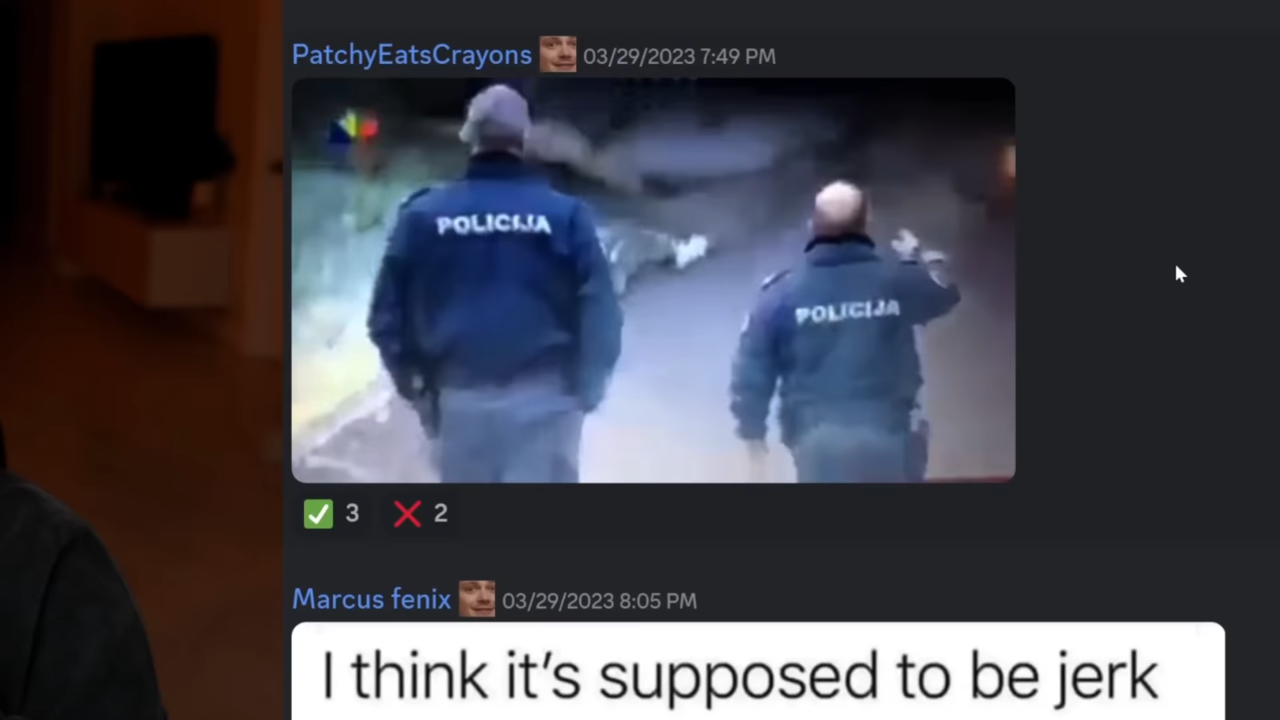 PatchyEatsCrayons 03/29/2023 7:49 PM
POLICIJA
POLICIJA
3 2
Marcus fenix 03/29/2023 8:05 PM
I think it's supposed to be jerk